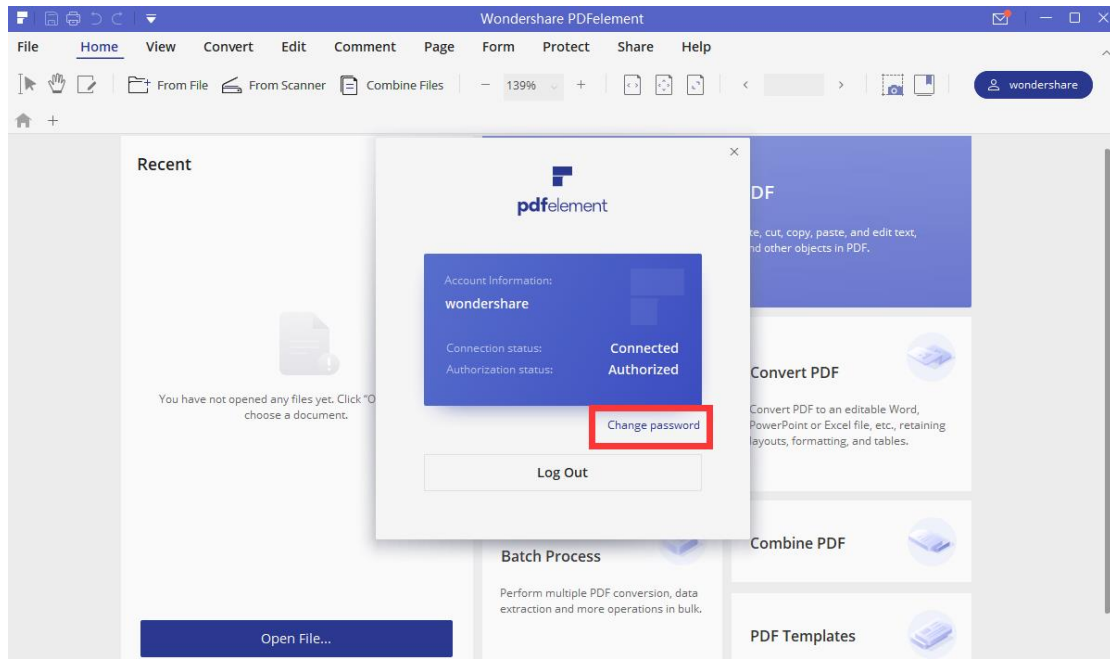 Wondershare PDFelement
File Home View Convert Edit Comment Page Form Protect Share Help
From File From Scanner Combine Files 139% wondershare
Recent
pdfelement
Account Information:
wondershare
Connection status: Connected
Authorization status: Authorized
Change password
Log Out
You have not opened any files yet. Click "O
choose a document.
Open File...
DF
te, cut, copy, paste, and edit text,
nd other objects in PDF.
Convert PDF
Convert PDF to an editable Word,
PowerPoint or Excel file, etc., retaining
layouts, formatting, and tables.
Batch Process
Perform multiple PDF conversion, data
extraction and more operations in bulk.
Combine PDF
PDF Templates